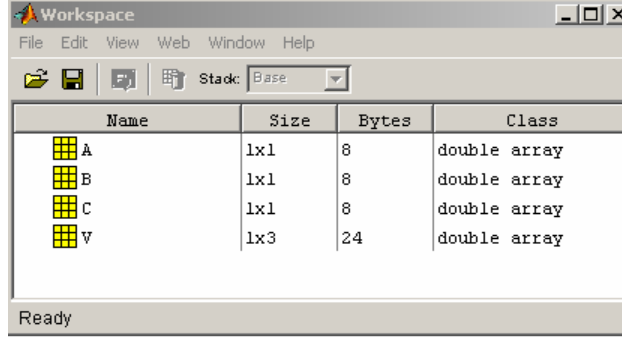 Workspace
File Edit View Web Window Help
Stack: Base
Name Size Bytes Class
A 1x1 8 double array
B 1x1 8 double array
C 1x1 8 double array
V 1x3 24 double array
Ready